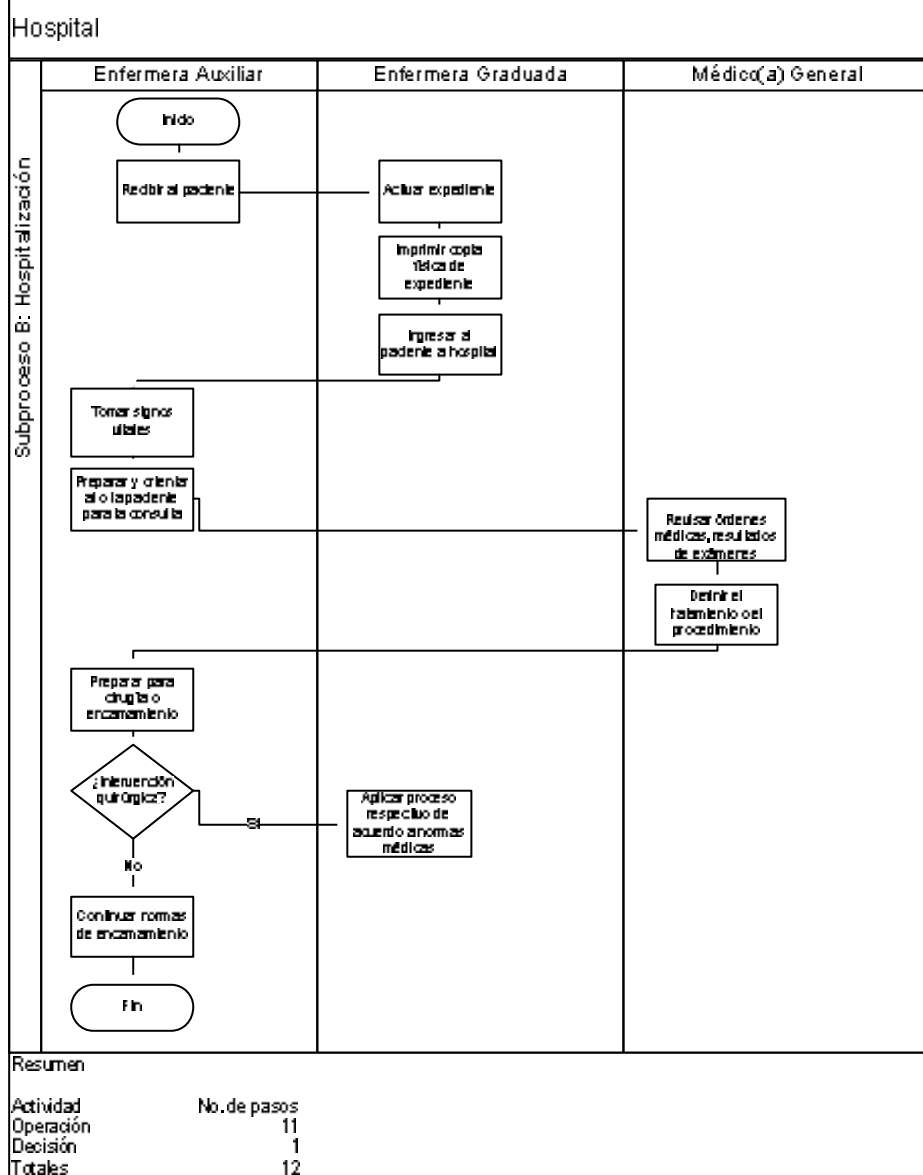 Hospital
Enfermera Auxiliar
Enfermera Graduada
Médico(a) General
Subproceso B: Hospitalización
Inicio
Recibir al paciente
Activar expediente
Imprimir copia
física de
expediente
Ingresar al
paciente a hospital
Tomar signos
vitales
Preparar y orientar
al o la paciente
para la consulta
Revisar órdenes
médicas, resultados
de exámenes
Definir el
tratamiento o el
procedimiento
Preparar para
cirugía o
encamamiento
¿Intervención
quirúrgica?
Si
Aplicar proceso
respectivo de
acuerdo a normas
médicas
No
Continuar normas
de encamamiento
Fin
Resumen
Actividad No. de pasos
Operación 11
Decisión 1
Totales 12